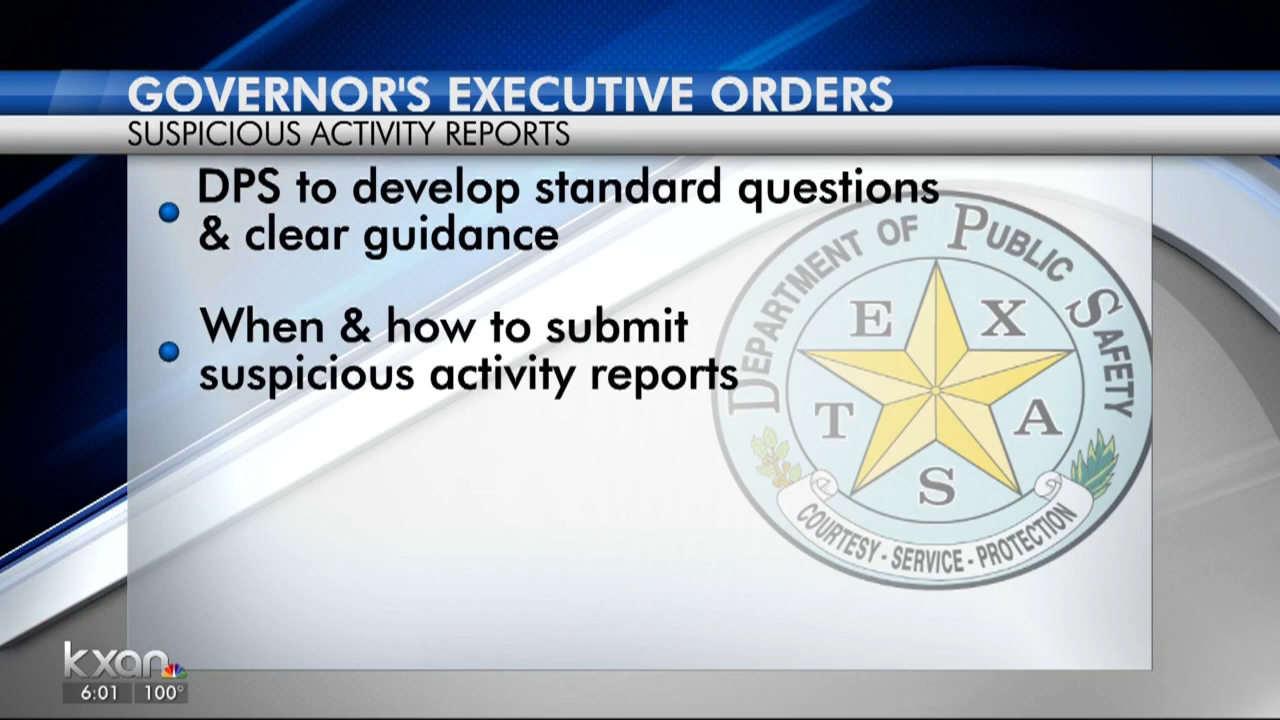 GOVERNOR'S EXECUTIVE ORDERS
SUSPICIOUS ACTIVITY REPORTS
DPS to develop standard questions
& clear guidance
When & how to submit
suspicious activity reports
DEPARTMENT OF PUBLIC SAFETY
E X
T A
S
COURTESY - SERVICE - PROTECTION
kxan
6:01 100°